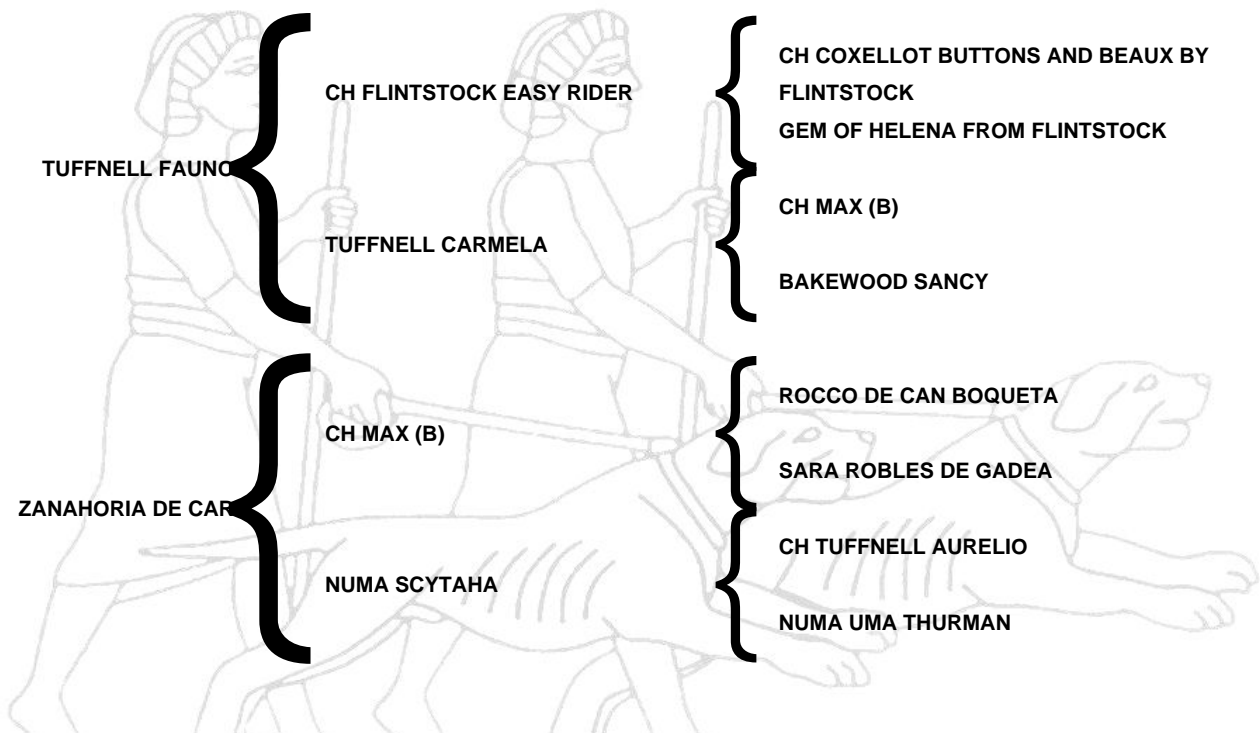 TUFFNELL FAUNO
ZANAHORIA DE CAR
CH FLINTSTOCK EASY RIDER
TUFFNELL CARMELA
CH MAX (B)
NUMA SCYTAHA
CH COXELLOT BUTTONS AND BEAUX BY
FLINTSTOCK
GEM OF HELENA FROM FLINTSTOCK
CH MAX (B)
BAKEWOOD SANCY
ROCCO DE CAN BOQUETA
SARA ROBLES DE GADEA
CH TUFFNELL AURELIO
NUMA UMA THURMAN